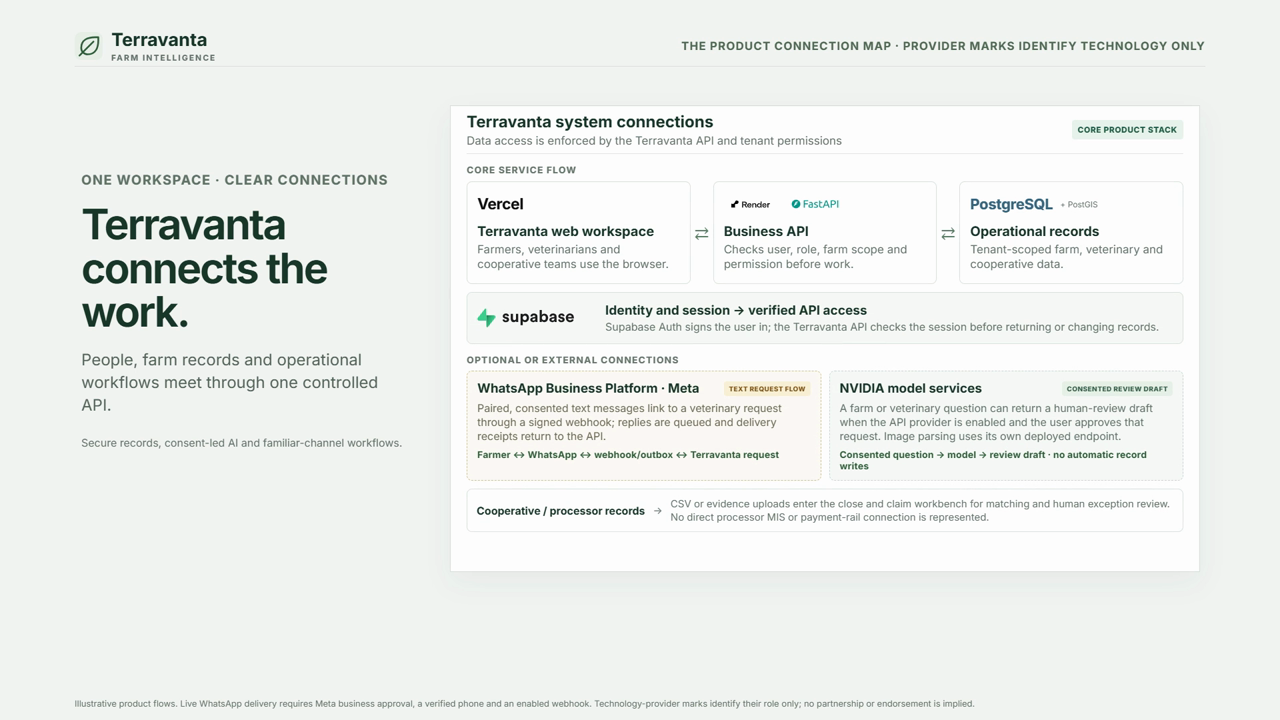 Terravanta
FARM INTELLIGENCE
THE PRODUCT CONNECTION MAP · PROVIDER MARKS IDENTIFY TECHNOLOGY ONLY
ONE WORKSPACE · CLEAR CONNECTIONS
Terravanta
connects the
work.
People, farm records and operational
workflows meet through one controlled
API.
Secure records, consent-led AI and familiar-channel workflows.
Terravanta system connections
Data access is enforced by the Terravanta API and tenant permissions
CORE PRODUCT STACK
CORE SERVICE FLOW
Vercel
Terravanta web workspace
Farmers, veterinarians and
cooperative teams use the browser.
⇄
Render FastAPI
Business API
Checks user, role, farm scope and
permission before work.
⇄
PostgreSQL + PostGIS
Operational records
Tenant-scoped farm, veterinary and
cooperative data.
supabase
Identity and session → verified API access
Supabase Auth signs the user in; the Terravanta API checks the session before returning or changing records.
OPTIONAL OR EXTERNAL CONNECTIONS
WhatsApp Business Platform · Meta
TEXT REQUEST FLOW
Paired, consented text messages link to a veterinary request
through a signed webhook; replies are queued and delivery
receipts return to the API.
Farmer ↔ WhatsApp ↔ webhook/outbox ↔ Terravanta request
NVIDIA model services
CONSENTED REVIEW DRAFT
A farm or veterinary question can return a human-review draft
when the API provider is enabled and the user approves that
request. Image parsing uses its own deployed endpoint.
Consented question → model → review draft · no automatic record
writes
Cooperative / processor records →
CSV or evidence uploads enter the close and claim workbench for matching and human exception review.
No direct processor MIS or payment-rail connection is represented.
Illustrative product flows. Live WhatsApp delivery requires Meta business approval, a verified phone and an enabled webhook. Technology-provider marks identify their role only; no partnership or endorsement is implied.